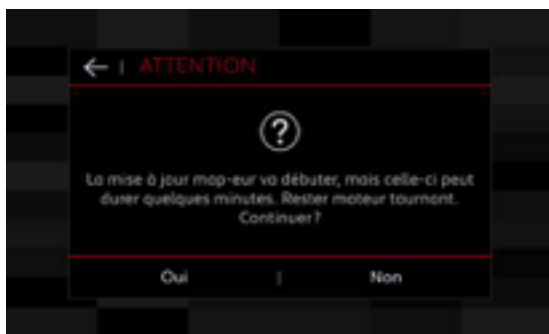 ← | ATTENTION
?
La mise à jour map-eur va débuter, mais celle-ci peut
durer quelques minutes. Rester moteur tournant.
Continuer ?
Oui | Non